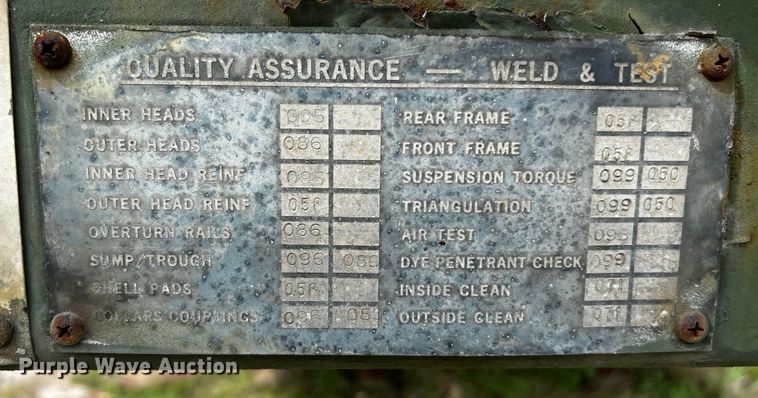 QUALITY ASSURANCE — WELD & TEST
INNER HEADS 095
OUTER HEADS 086
INNER HEAD REINF 095
OUTER HEAD REINF 058
OVERTURN RAILS 086
SUMP/TROUGH 096 080
SHELL PADS 058
COLLARS COUPLINGS
REAR FRAME 058
FRONT FRAME 058
SUSPENSION TORQUE 099 050
TRIANGULATION 099 050
AIR TEST 095
DYE PENETRANT CHECK 099
INSIDE CLEAN
OUTSIDE CLEAN
Purple Wave Auction